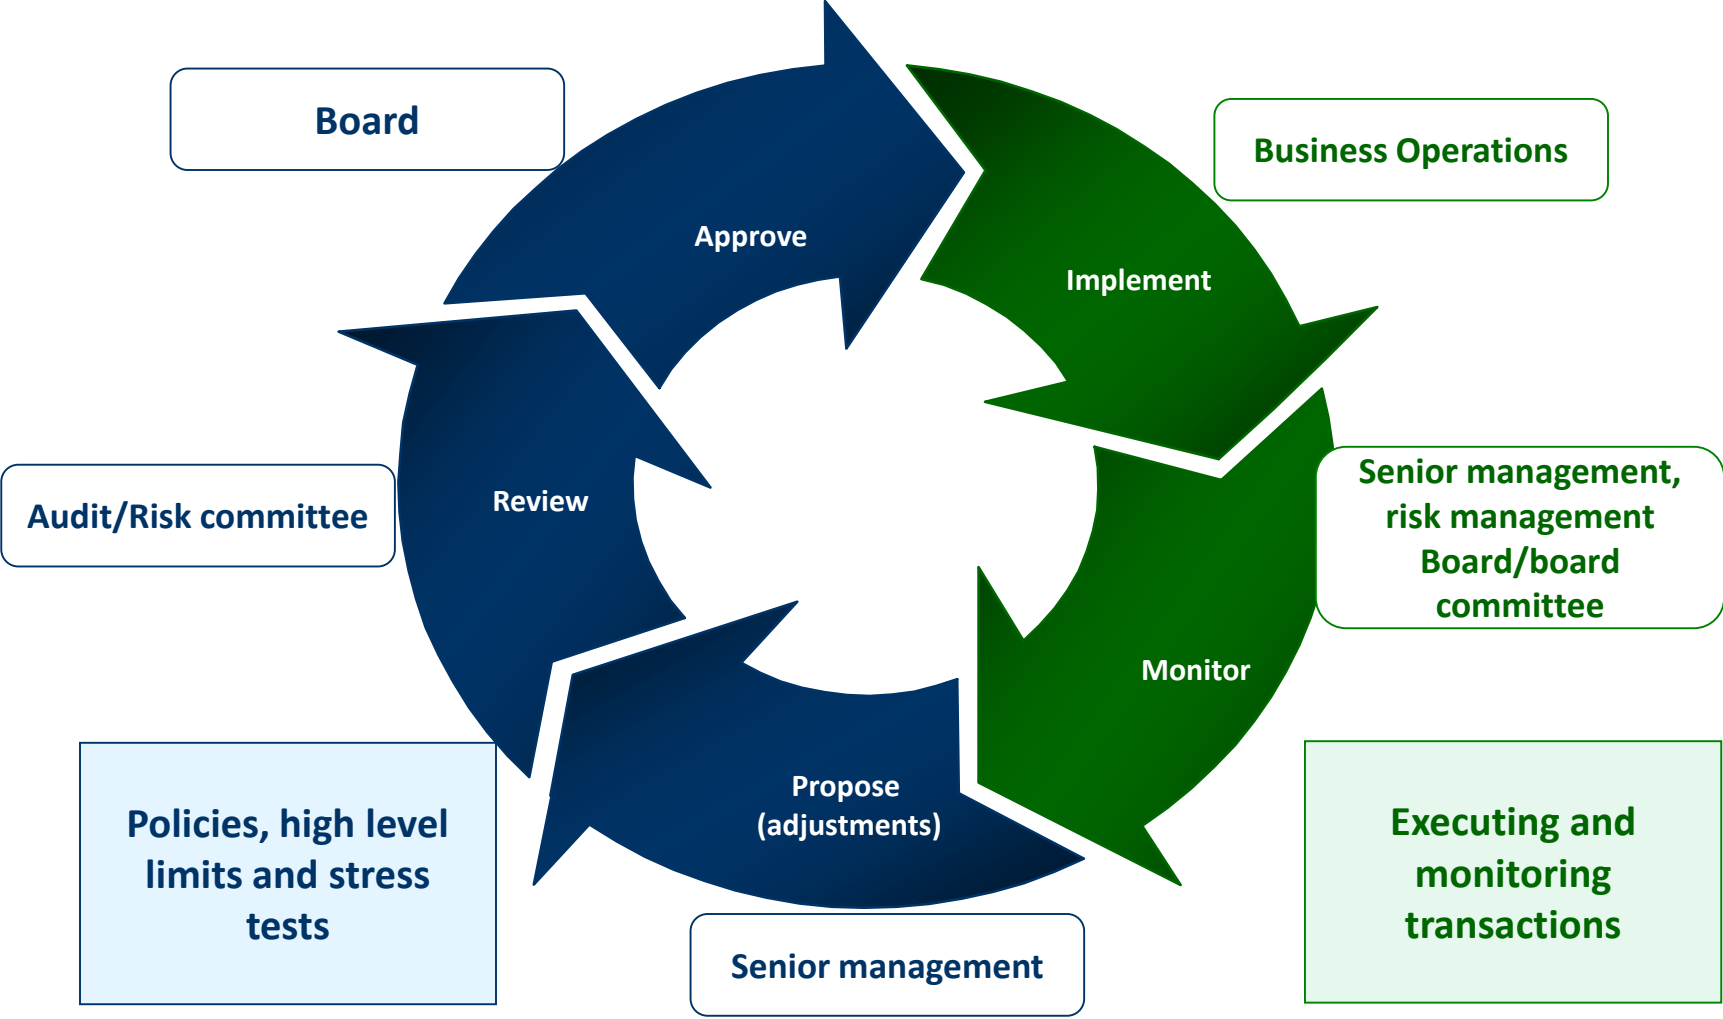 Board
Business Operations
Approve
Implement
Audit/Risk committee
Review
Senior management,
risk management
Board/board
committee
Monitor
Propose
(adjustments)
Policies, high level
limits and stress
tests
Executing and
monitoring
transactions
Senior management